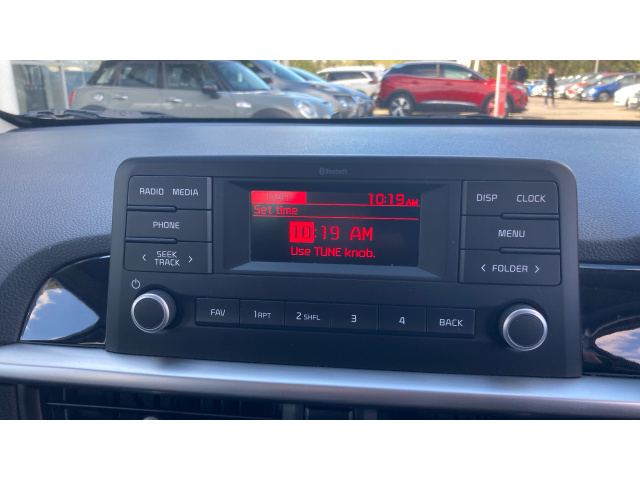 Bluetooth
RADIO MEDIA
PHONE
< SEEK TRACK >
10:19 AM
Set time
10:19 AM
Use TUNE knob.
DISP CLOCK
MENU
< FOLDER >
FAV
1 RPT
2 SHFL
3
4
BACK